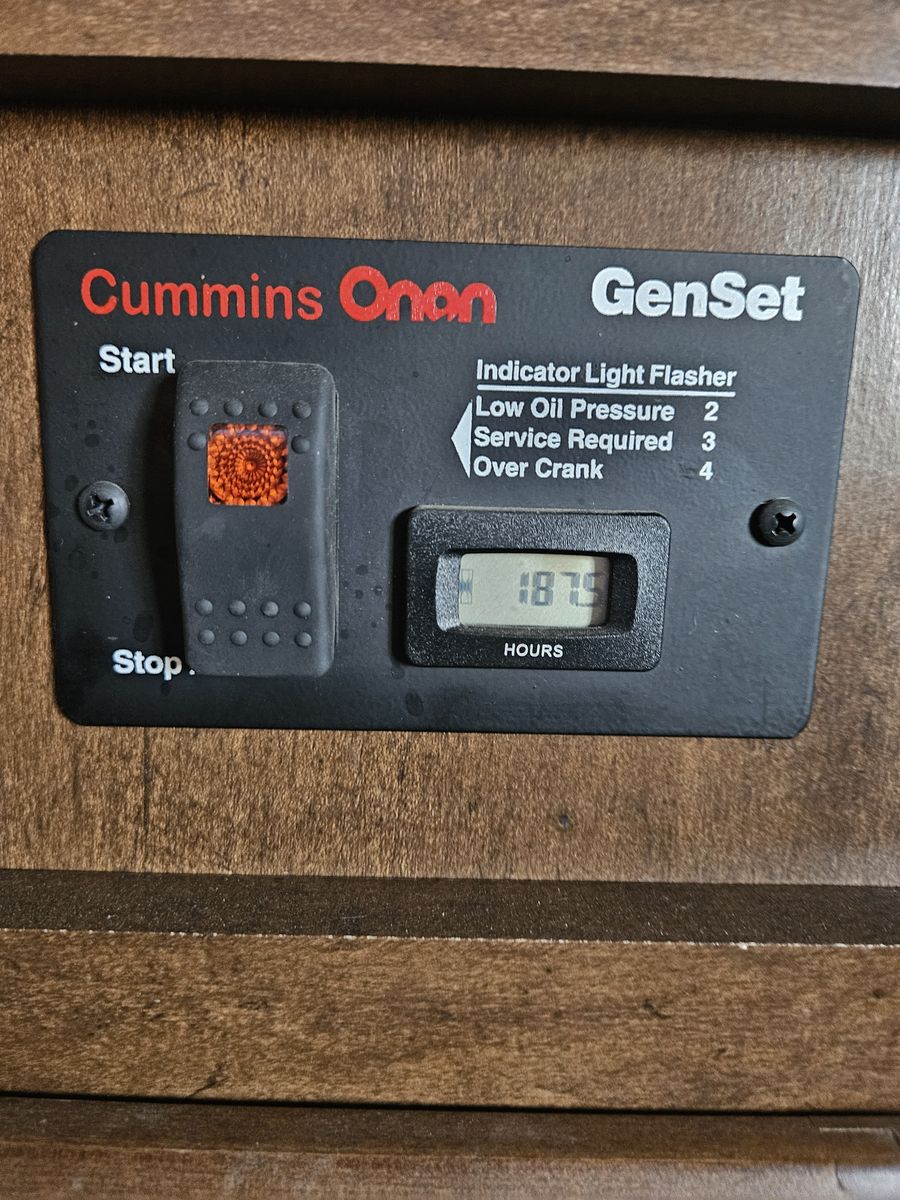 Cummins Onan GenSet
Start
Indicator Light Flasher
Low Oil Pressure 2
Service Required 3
Over Crank 4
187.5
HOURS
Stop